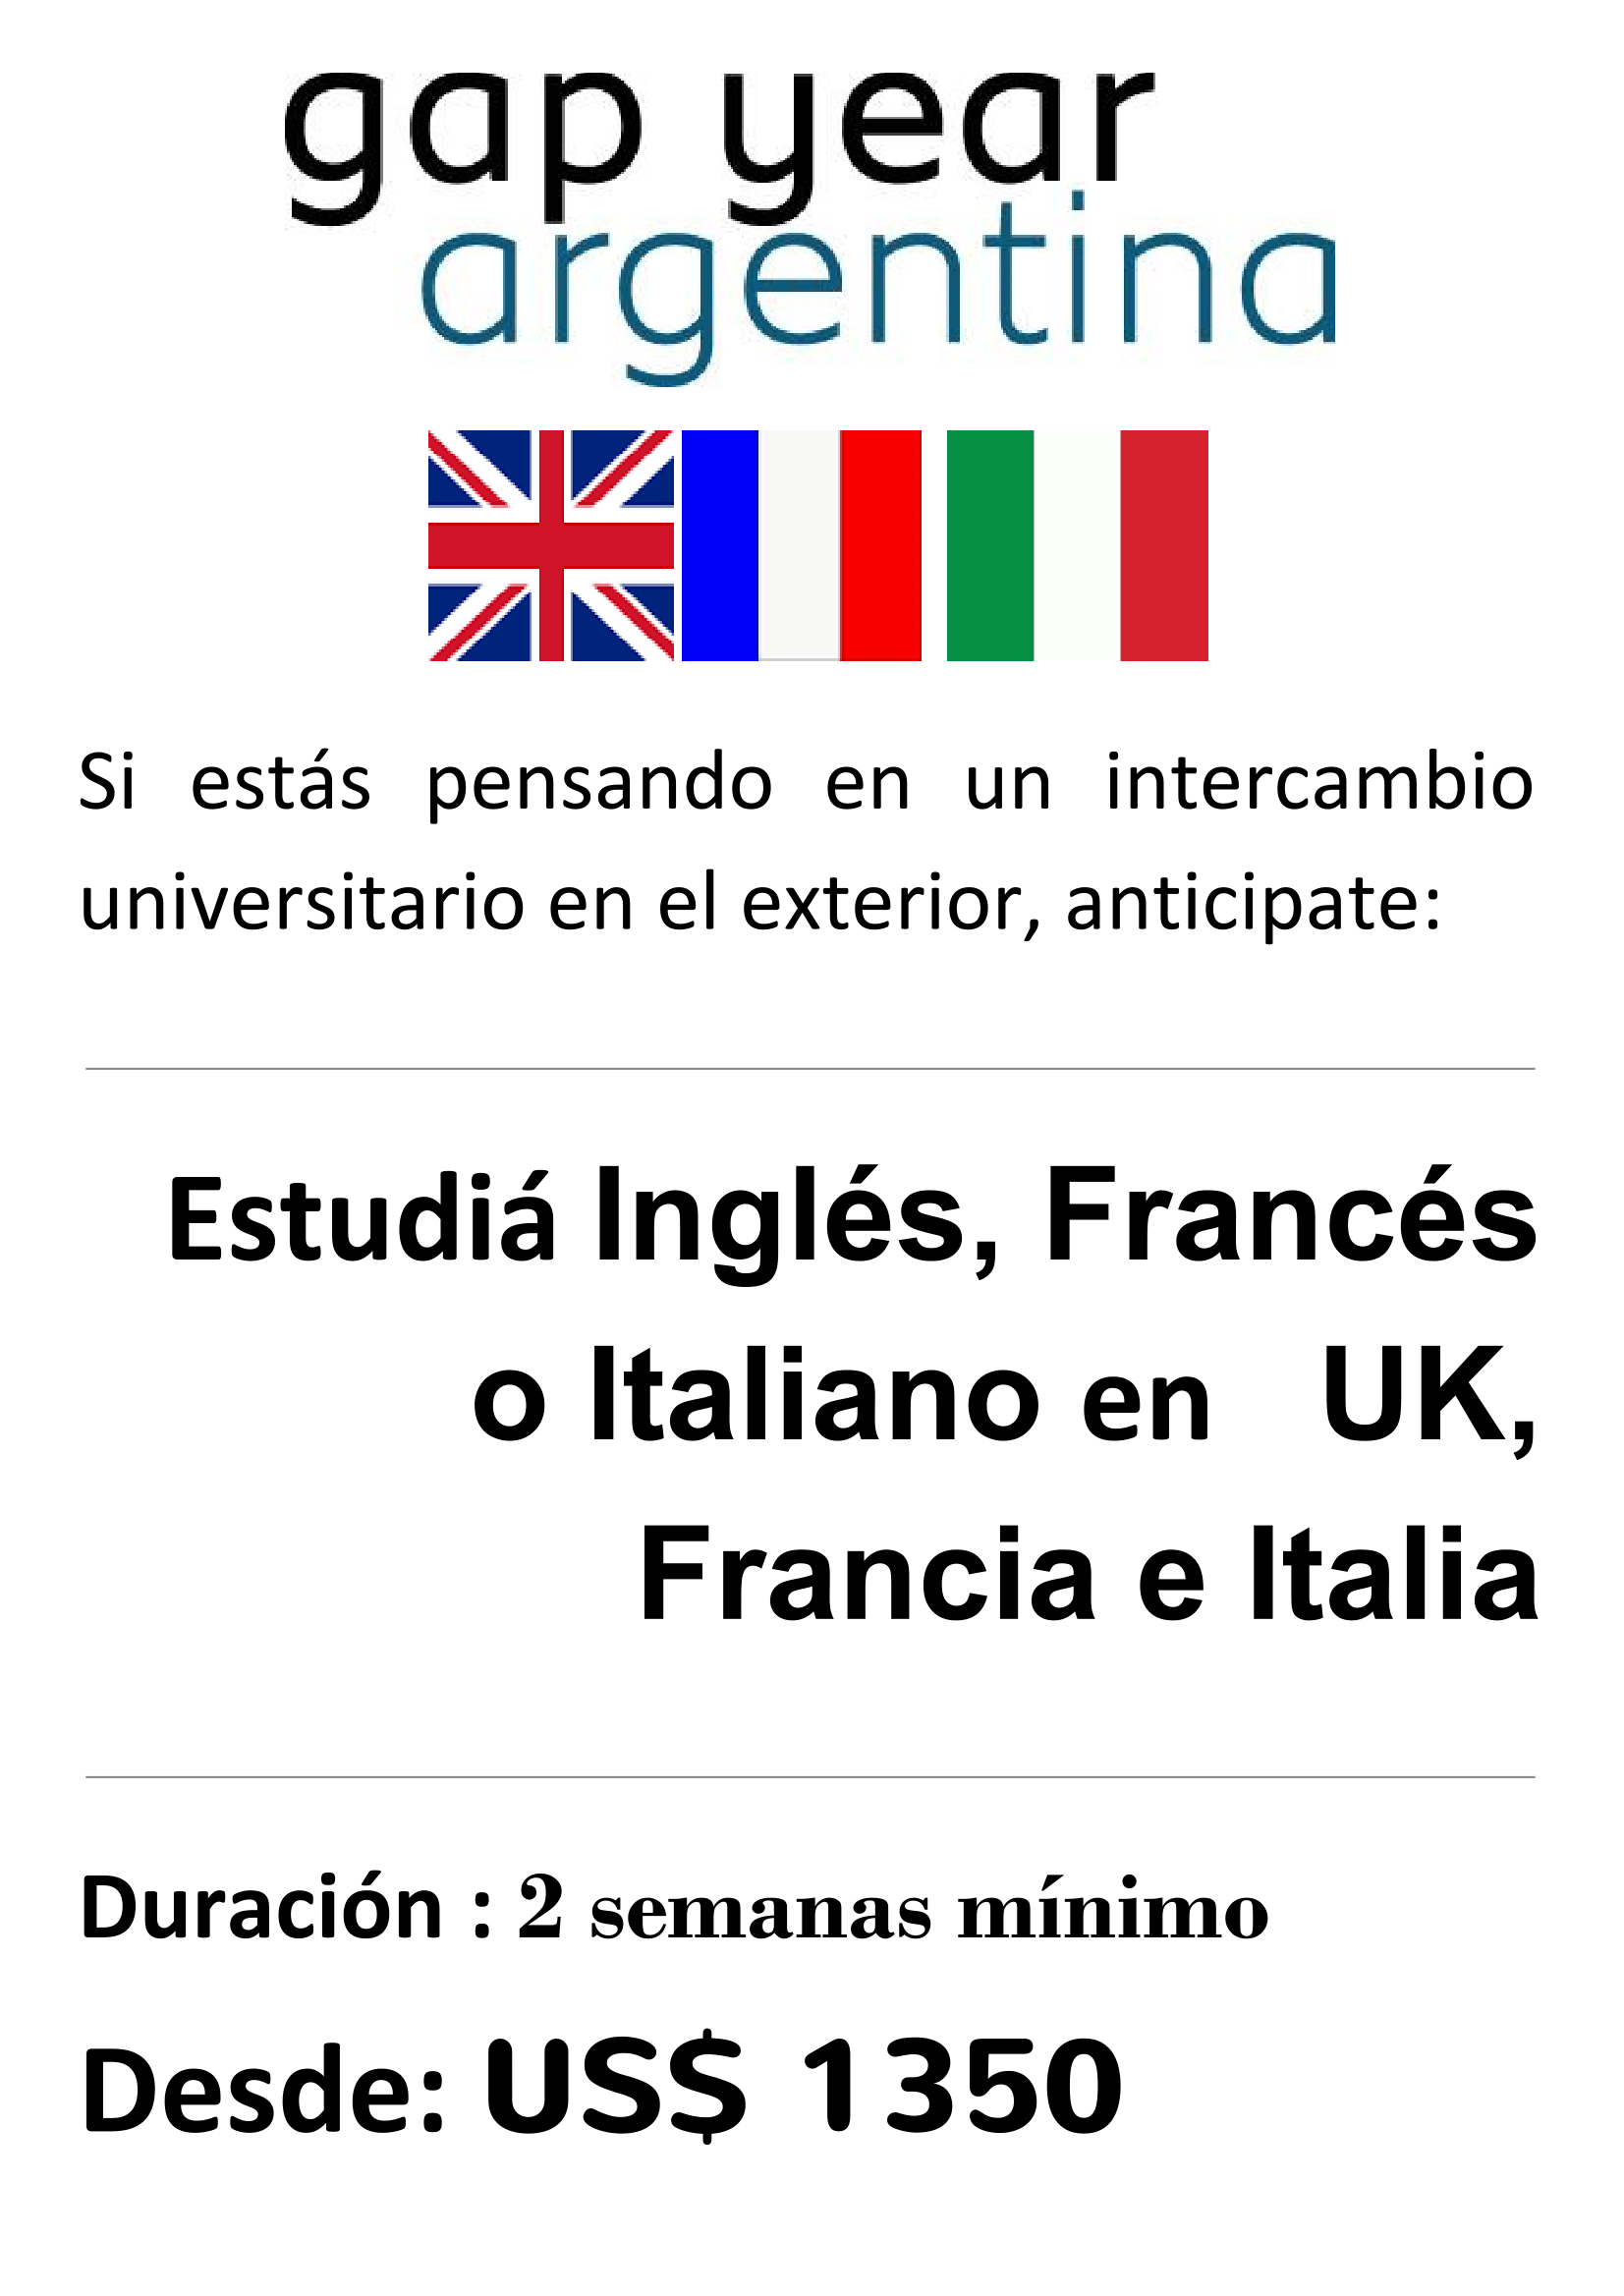 gap year
argentina
Si estás pensando en un intercambio
universitario en el exterior, anticipate:
Estudiá Inglés, Francés
o Italiano en UK,
Francia e Italia
Duración : 2 semanas mínimo
Desde: US$ 1350